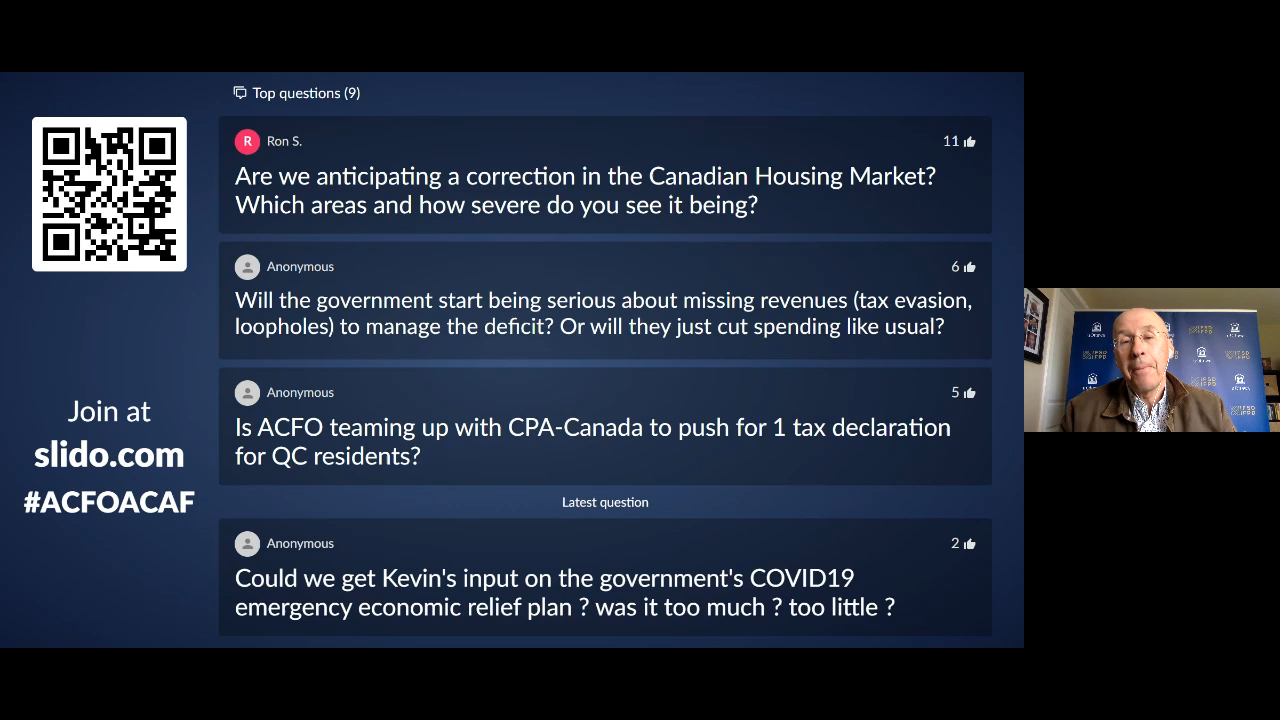 Top questions (9)
R
Ron S.
11
Are we anticipating a correction in the Canadian Housing Market?
Which areas and how severe do you see it being?
Anonymous
6
Will the government start being serious about missing revenues (tax evasion,
loopholes) to manage the deficit? Or will they just cut spending like usual?
Anonymous
5
Is ACFO teaming up with CPA-Canada to push for 1 tax declaration
for QC residents?
Latest question
Anonymous
2
Could we get Kevin's input on the government's COVID19
emergency economic relief plan ? was it too much ? too little ?
Join at
slido.com
#ACFOACAF